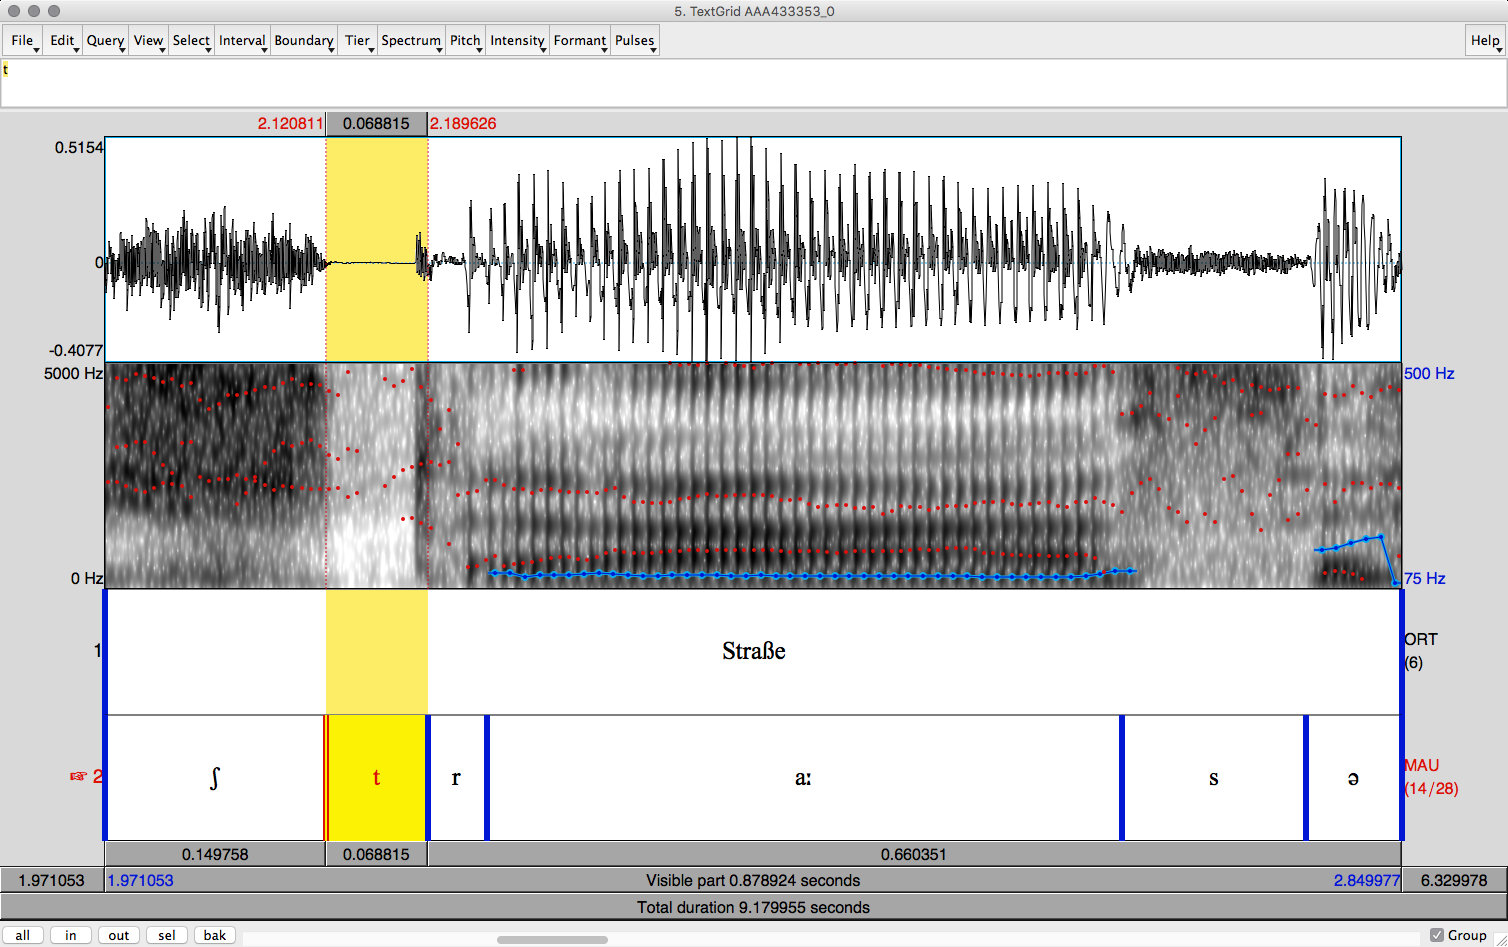 5. TextGrid AAA433353_0
File Edit Query View Select Interval Boundary Tier Spectrum Pitch Intensity Formant Pulses Help
t
2.120811 0.068815 2.189626
0.5154
0
-0.4077
5000 Hz 500 Hz
0 Hz 75 Hz
1 Straße ORT
(6)
☞ 2 ʃ t r aː s ə MAU
(14/28)
0.149758 0.068815 0.660351
1.971053 1.971053 Visible part 0.878924 seconds 2.849977 6.329978
Total duration 9.179955 seconds
all in out sel bak Group